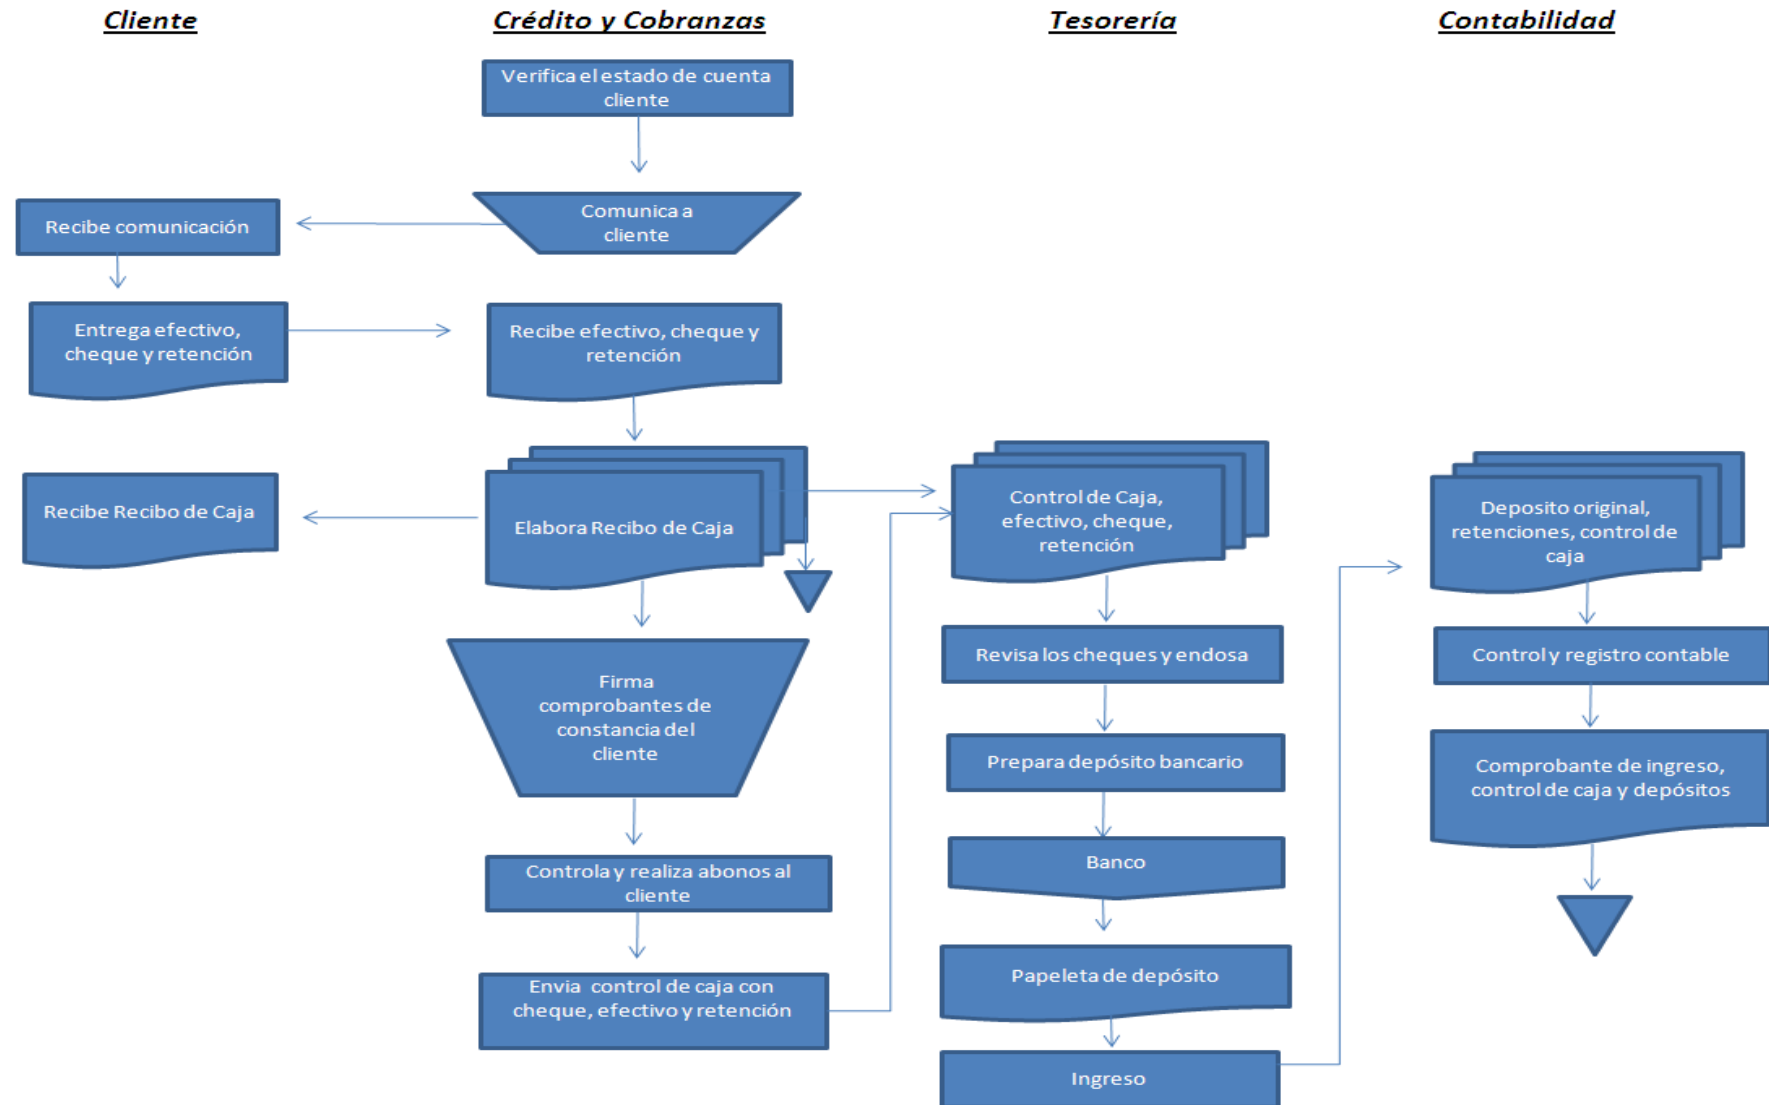 Cliente
Crédito y Cobranzas
Tesorería
Contabilidad
Verifica el estado de cuenta
cliente
Comunica a
cliente
Recibe comunicación
Entrega efectivo,
cheque y retención
Recibe efectivo, cheque y
retención
Recibe Recibo de Caja
Elabora Recibo de Caja
Firma
comprobantes de
constancia del
cliente
Controla y realiza abonos al
cliente
Envia control de caja con
cheque, efectivo y retención
Control de Caja,
efectivo, cheque,
retención
Revisa los cheques y endosa
Prepara depósito bancario
Banco
Papeleta de depósito
Ingreso
Deposito original,
retenciones, control de
caja
Control y registro contable
Comprobante de ingreso,
control de caja y depósitos